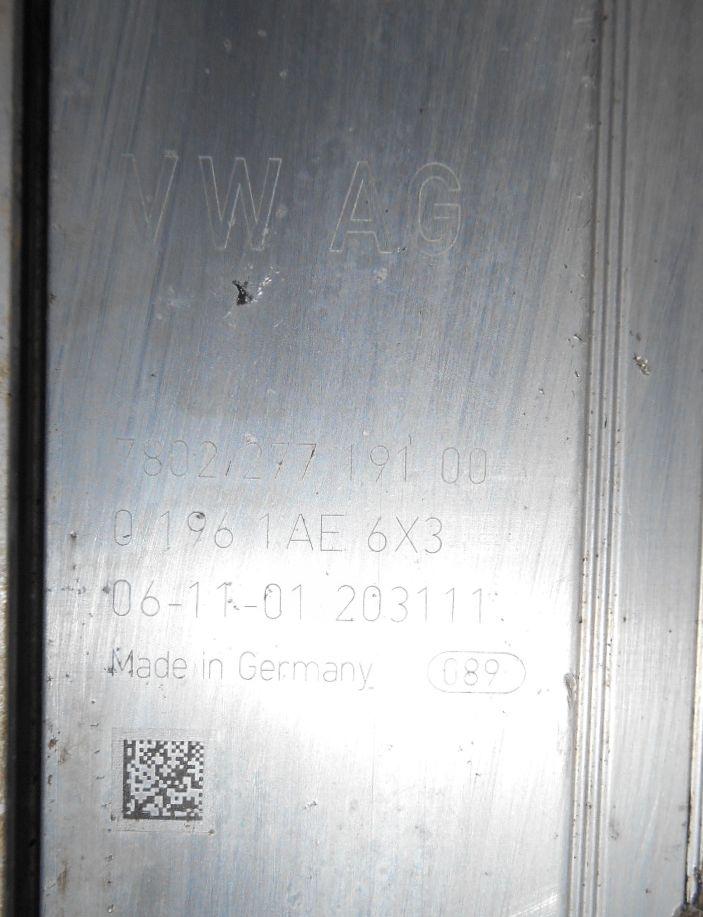 VW AG
7802/277 191 00
0 196 1AE 6X3
06-11-01 203111
Made in Germany 089